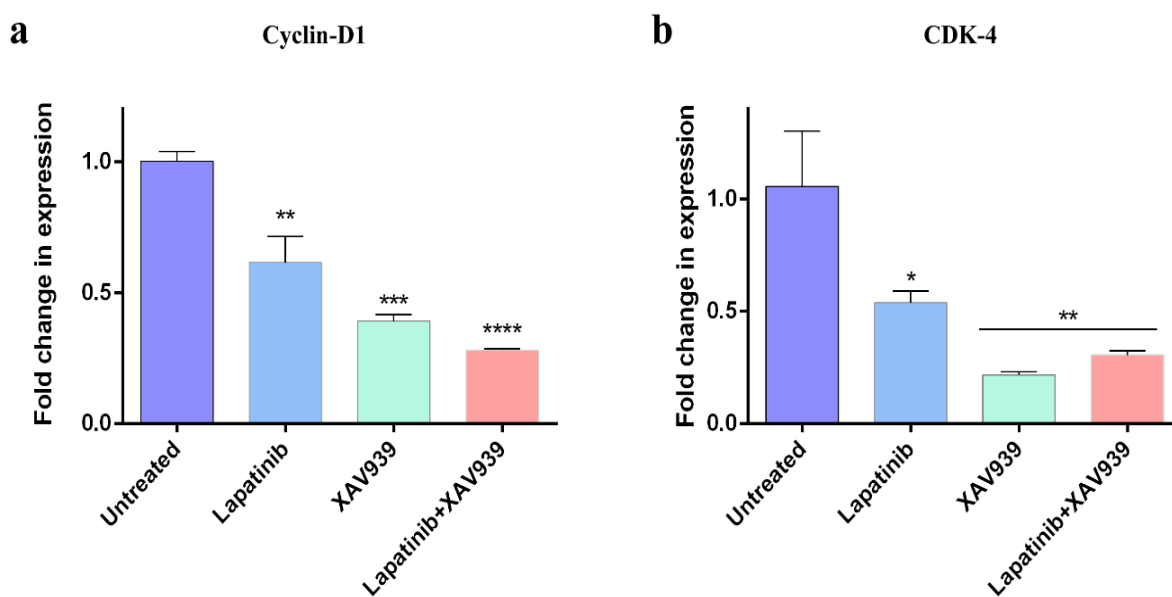 a
Cyclin-D1
Fold change in expression
1.0
0.5
0.0
**
***
****
Untreated
Lapatinib
XAV939
Lapatinib+XAV939
b
CDK-4
Fold change in expression
1.0
0.5
0.0
*
**
Untreated
Lapatinib
XAV939
Lapatinib+XAV939